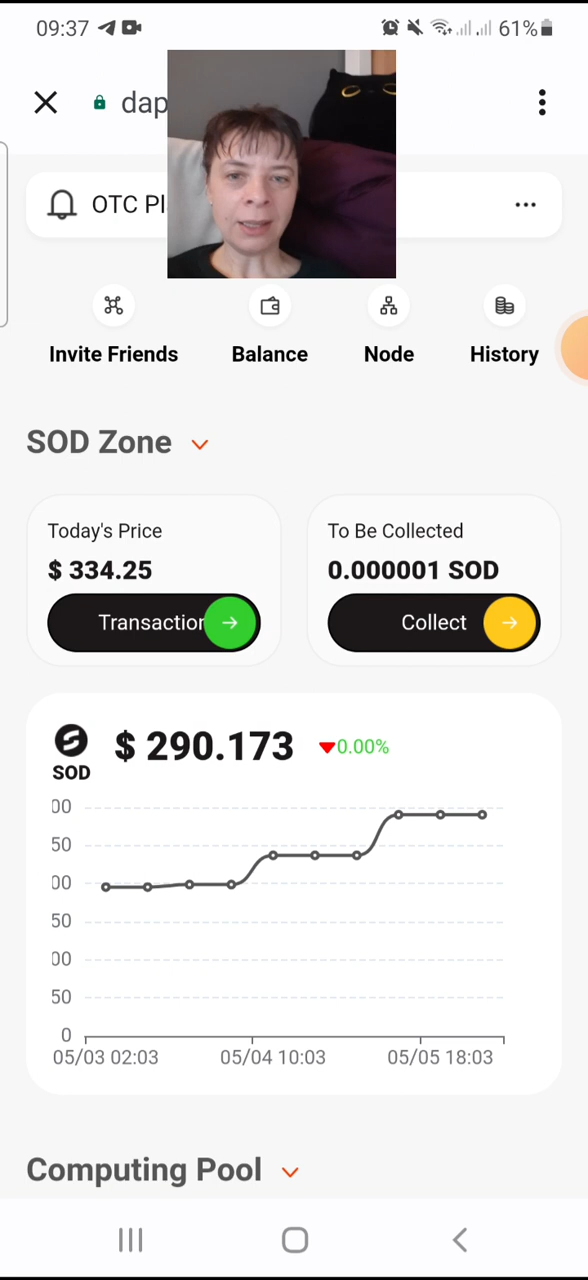 09:37 61%
dap
OTC Pl ...
Invite Friends Balance Node History
SOD Zone
Today's Price
$ 334.25
Transaction
To Be Collected
0.000001 SOD
Collect
SOD
$ 290.173 0.00%
00
50
00
50
00
50
0
05/03 02:03 05/04 10:03 05/05 18:03
Computing Pool